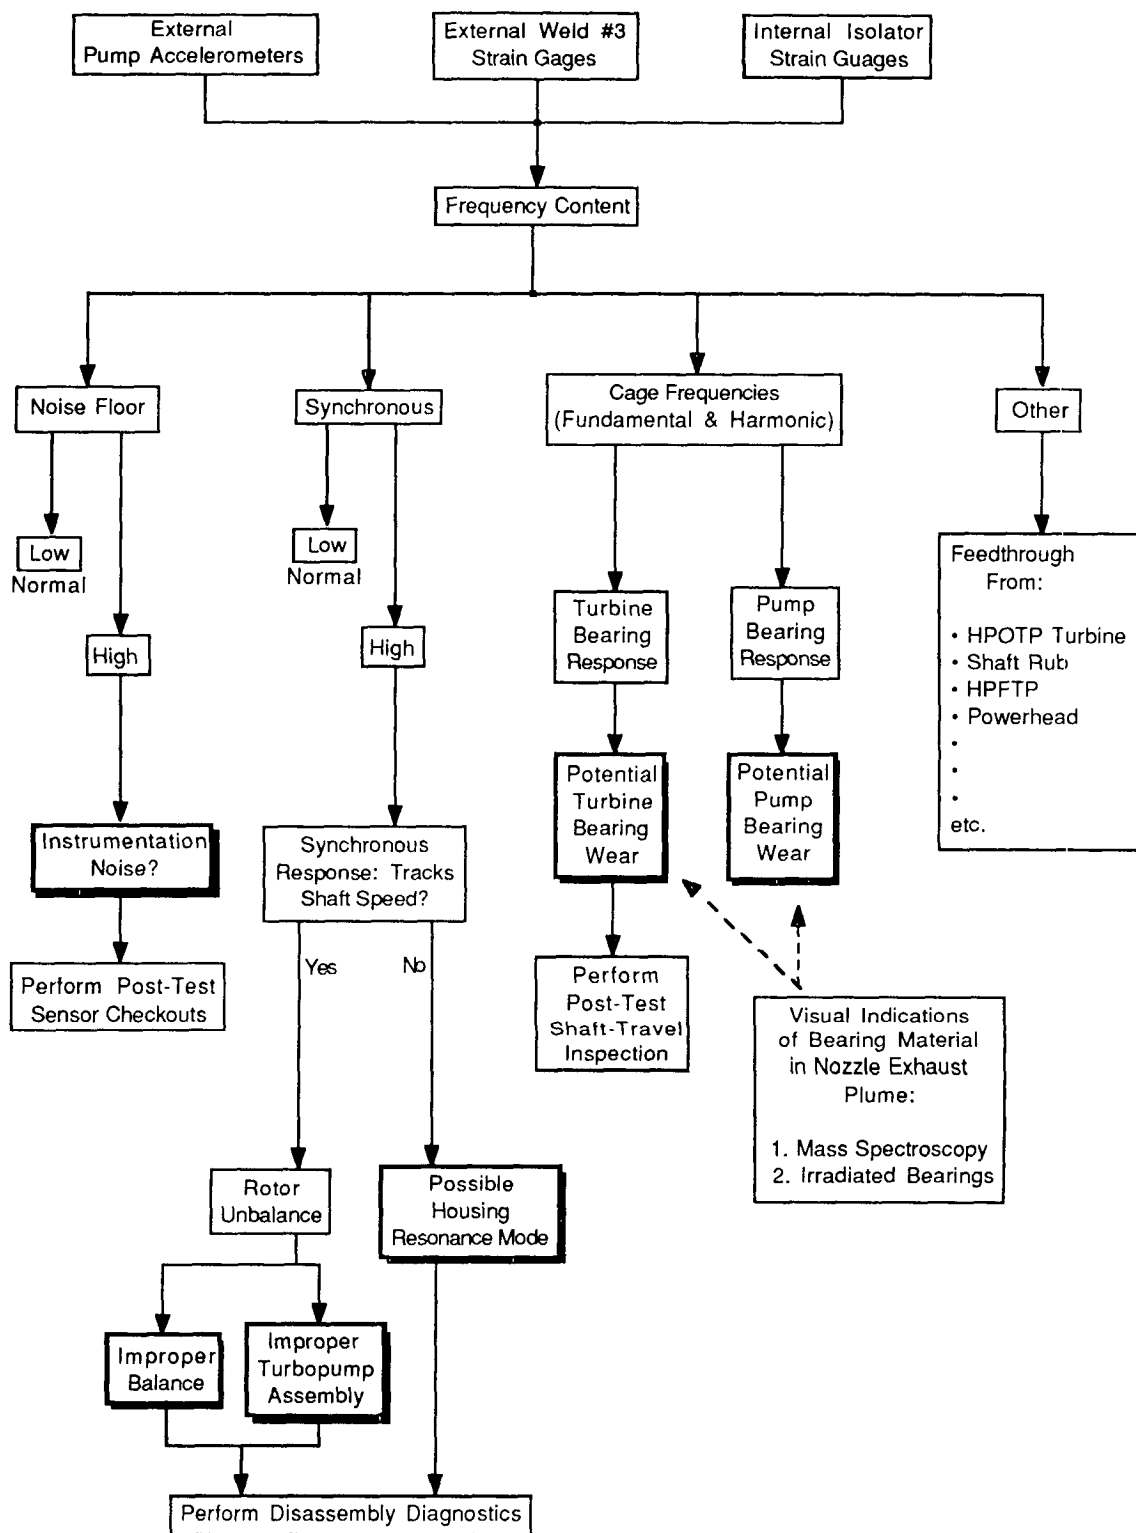 External
Pump Accelerometers
External Weld #3
Strain Gages
Internal Isolator
Strain Guages
Frequency Content
Noise Floor
Synchronous
Cage Frequencies
(Fundamental & Harmonic)
Other
Low
Normal
Low
Normal
High
High
Turbine
Bearing
Response
Pump
Bearing
Response
Feedthrough
From:
• HPOTP Turbine
• Shaft Rub
• HPFTP
• Powerhead
•
•
•
etc.
Potential
Turbine
Bearing
Wear
Potential
Pump
Bearing
Wear
Instrumentation
Noise?
Synchronous
Response: Tracks
Shaft Speed?
Yes
No
Perform Post-Test
Sensor Checkouts
Perform
Post-Test
Shaft-Travel
Inspection
Visual Indications
of Bearing Material
in Nozzle Exhaust
Plume:
1. Mass Spectroscopy
2. Irradiated Bearings
Rotor
Unbalance
Possible
Housing
Resonance Mode
Improper
Balance
Improper
Turbopump
Assembly
Perform Disassembly Diagnostics